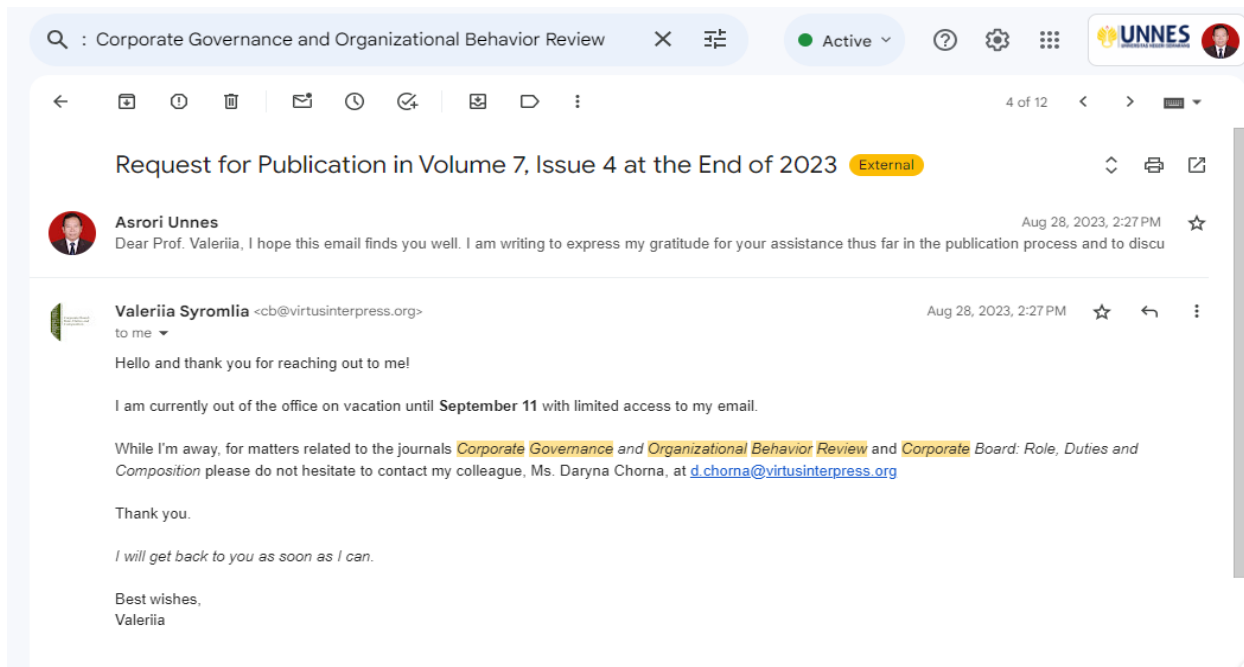 : Corporate Governance and Organizational Behavior Review
Active
UNNES
UNIVERSITAS NEGERI SEMARANG
4 of 12
Request for Publication in Volume 7, Issue 4 at the End of 2023 External
Asrori Unnes Aug 28, 2023, 2:27 PM
Dear Prof. Valeriia, I hope this email finds you well. I am writing to express my gratitude for your assistance thus far in the publication process and to discu
Valeriia Syromlia <cb@virtusinterpress.org> Aug 28, 2023, 2:27 PM
to me
Hello and thank you for reaching out to me!
I am currently out of the office on vacation until September 11 with limited access to my email.
While I'm away, for matters related to the journals Corporate Governance and Organizational Behavior Review and Corporate Board: Role, Duties and
Composition please do not hesitate to contact my colleague, Ms. Daryna Chorna, at d.chorna@virtusinterpress.org
Thank you.
I will get back to you as soon as I can.
Best wishes,
Valeriia